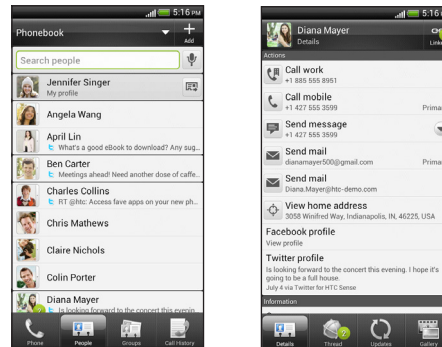 5:16 PM
Phonebook
Add
Search people
Jennifer Singer
My profile
Angela Wang
April Lin
What's a good eBook to download? Any sug...
Ben Carter
Meetings ahead! Need another dose of caffe...
Charles Collins
RT @htc: Access fave apps on your new ph...
Chris Mathews
Claire Nichols
Colin Porter
Diana Mayer
Is looking forward to the concert this evenin...
Phone
People
Groups
Call History
5:16
Diana Mayer
Details
Link
Actions
Call work
+1 885 555 8951
Call mobile
+1 427 555 3599
Prima
Send message
+1 427 555 3599
Send mail
dianamayer500@gmail.com
Prima
Send mail
Diana.Mayer@htc-demo.com
View home address
3058 Winifred Way, Indianapolis, IN, 46225, USA
Facebook profile
View profile
Twitter profile
Is looking forward to the concert this evening. I hope it's
going to be a full house.
July 4 via Twitter for HTC Sense
Information
Details
Thread
Updates
Gallery